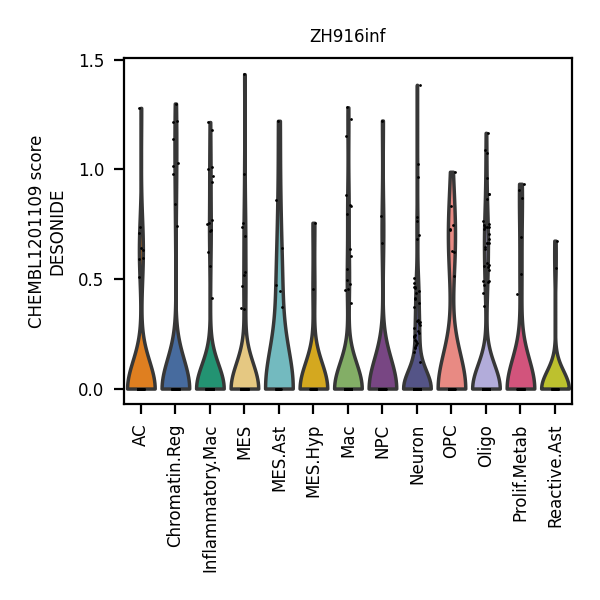 ZH916inf
CHEMBL1201109 score
DESONIDE
1.5
1.0
0.5
0.0
AC
Chromatin.Reg
Inflammatory.Mac
MES
MES.Ast
MES.Hyp
Mac
NPC
Neuron
OPC
Oligo
Prolif.Metab
Reactive.Ast